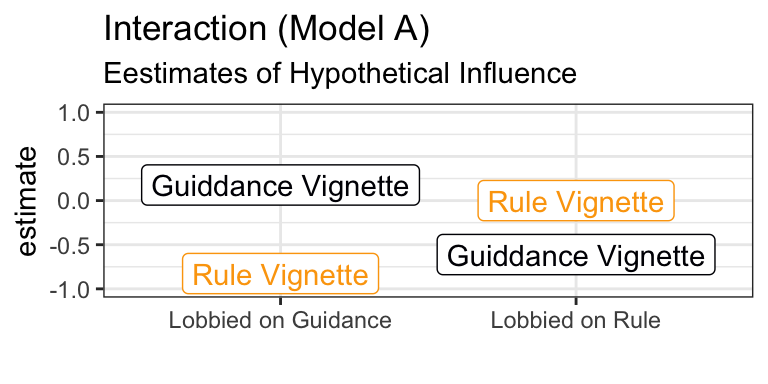 Interaction (Model A)
Eestimates of Hypothetical Influence
estimate
1.0
0.5
0.0
-0.5
-1.0
Guiddance Vignette
Rule Vignette
Rule Vignette
Guiddance Vignette
Lobbied on Guidance
Lobbied on Rule